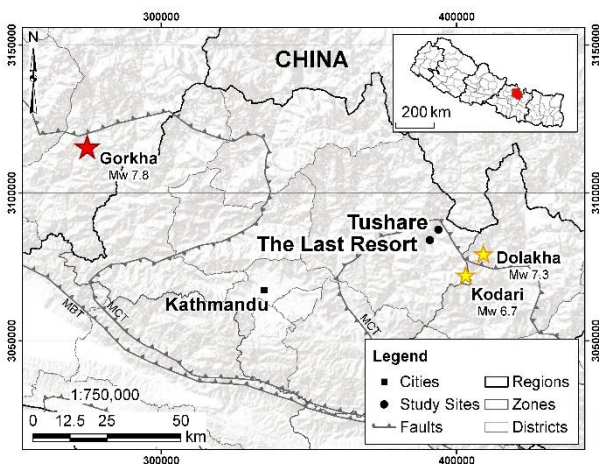 300000
400000
3150000
3150000
N
CHINA
200 km
Gorkha
Mw 7.8
3100000
3100000
Tushare
The Last Resort
Dolakha
Mw 7.3
Kodari
Mw 6.7
Kathmandu
MBT
MCT
MCT
3050000
3050000
1:750,000
0 12.5 25 50
km
Legend
Cities
Study Sites
Faults
Regions
Zones
Districts
300000
400000